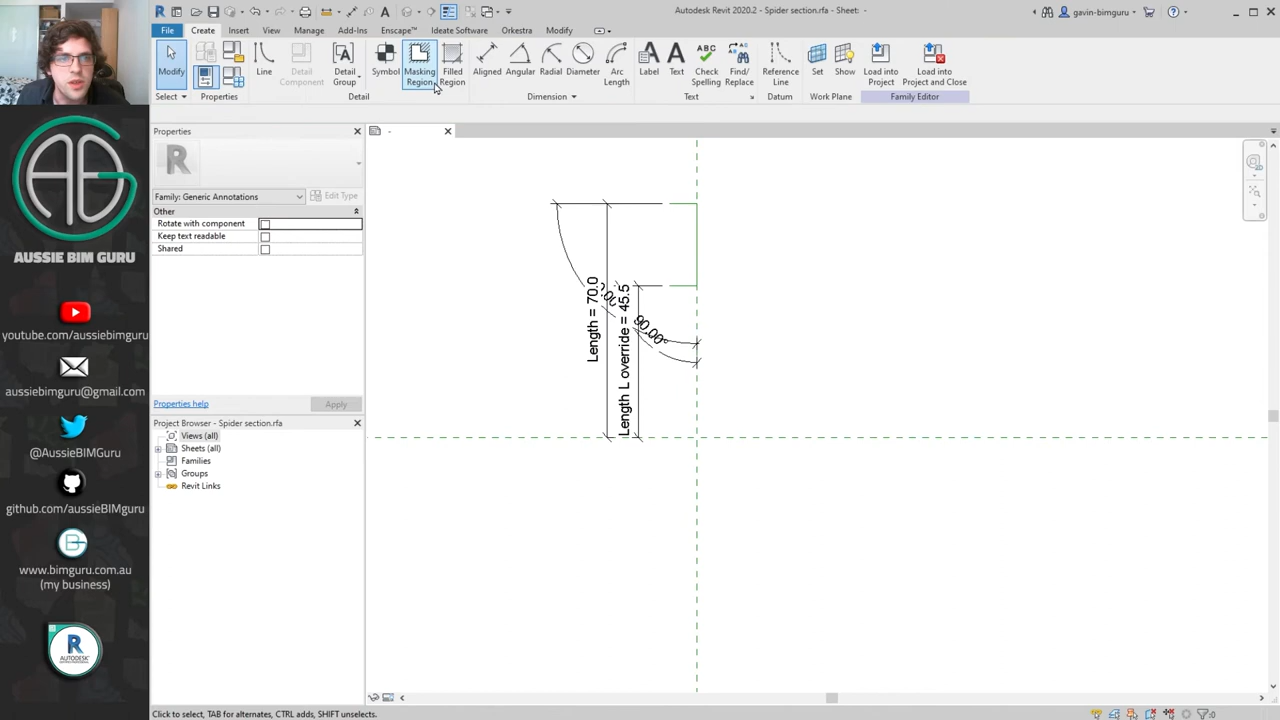 Autodesk Revit 2020.2 - Spider section.rfa - Sheet: -
gavin-bimguru
File Create Insert View Manage Add-Ins Enscape™ Ideate Software Orkestra Modify
Modify Line Detail Component Detail Group Symbol Masking Region Filled Region Aligned Angular Radial Diameter Arc Length Label Text Check Spelling Find/ Replace Reference Line Set Show Load into Project Load into Project and Close
Select Properties Detail Dimension Text Datum Work Plane Family Editor
Properties
-
R
Family: Generic Annotations
Edit Type
Other
Rotate with component
Keep text readable
Shared
Properties help
Apply
Project Browser - Spider section.rfa
Views (all)
Sheets (all)
Families
Groups
Revit Links
Length = 70.0
Length L override = 45.5
90.00°
AUSSIE BIM GURU
youtube.com/aussiebimguru
aussiebimguru@gmail.com
@AussieBIMGuru
github.com/aussieBIMguru
www.bimguru.com.au
(my business)
R
AUTODESK
Click to select, TAB for alternates, CTRL adds, SHIFT unselects.
:0